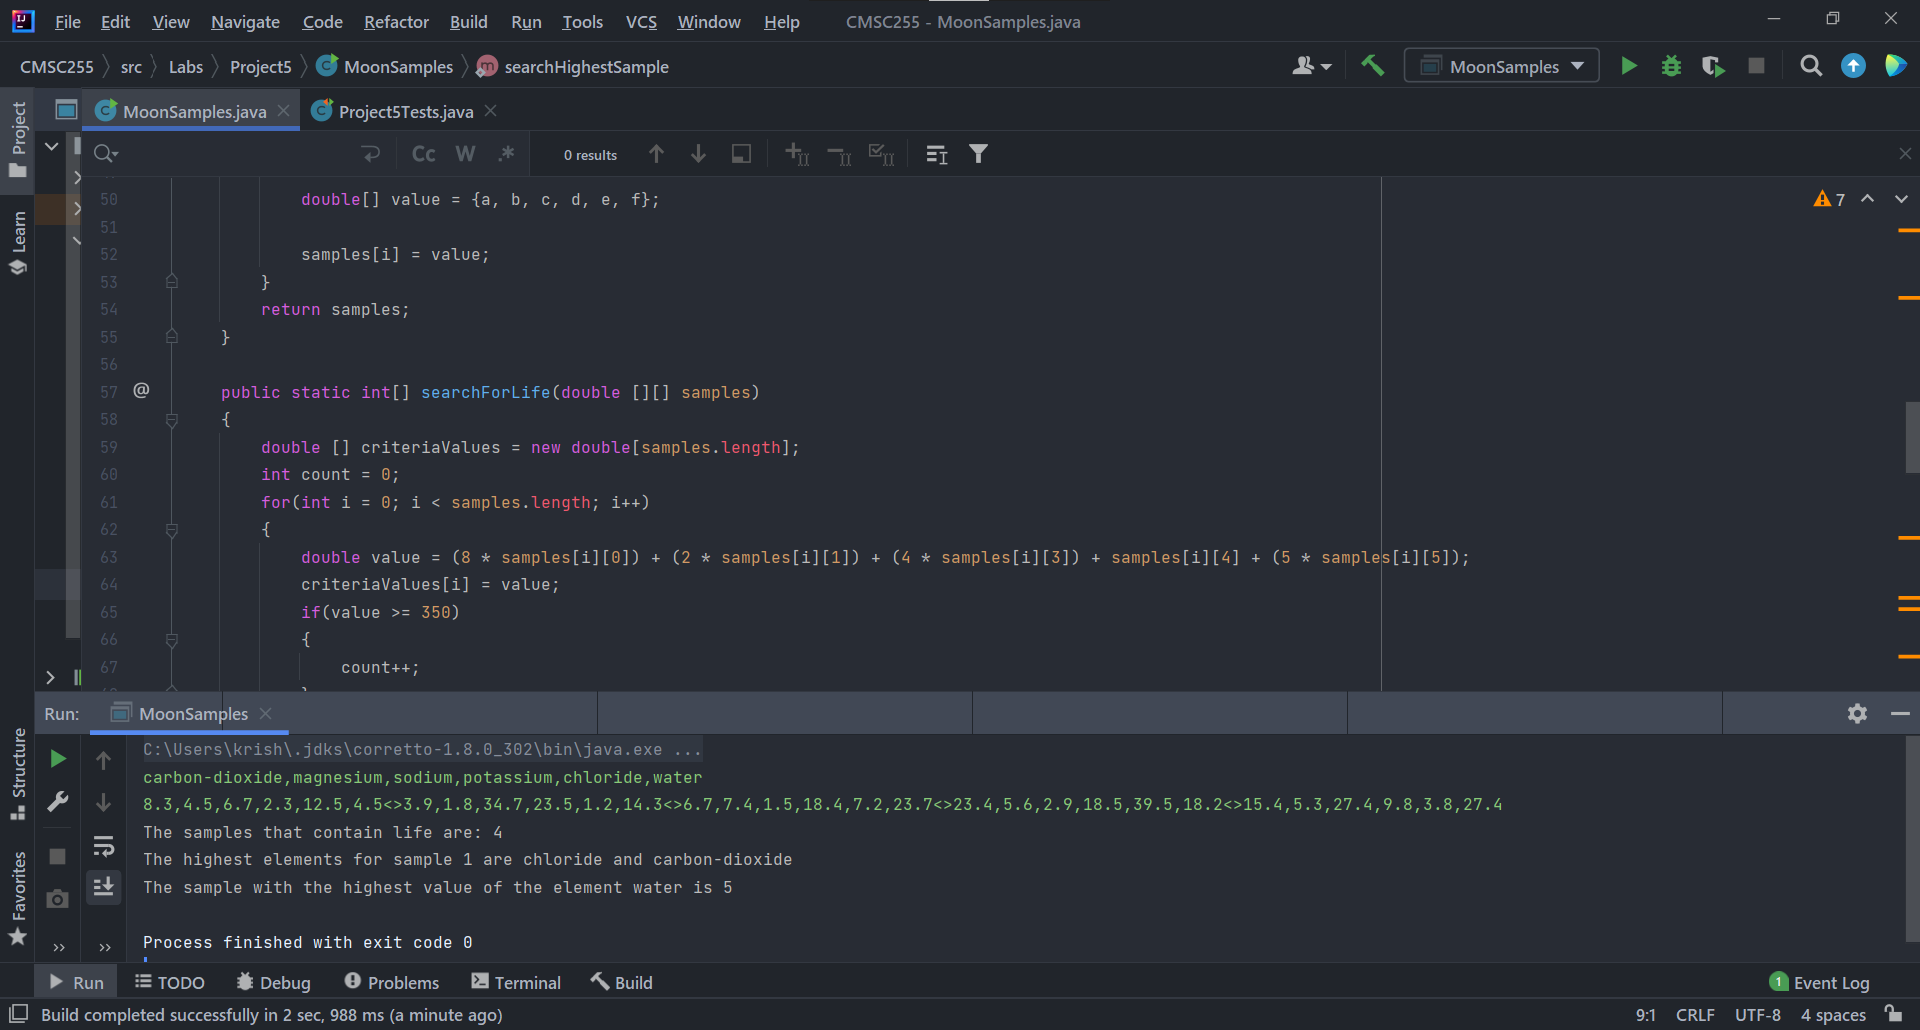 File Edit View Navigate Code Refactor Build Run Tools VCS Window Help CMSC255 - MoonSamples.java
CMSC255 src Labs Project5 MoonSamples searchHighestSample MoonSamples
Project
Learn
Structure
Favorites
MoonSamples.java Project5Tests.java
Cc W .* 0 results
7
50 double[] value = {a, b, c, d, e, f};
51
52 samples[i] = value;
53 }
54 return samples;
55 }
56
57 @ public static int[] searchForLife(double [][] samples)
58 {
59 double [] criteriaValues = new double[samples.length];
60 int count = 0;
61 for(int i = 0; i < samples.length; i++)
62 {
63 double value = (8 * samples[i][0]) + (2 * samples[i][1]) + (4 * samples[i][3]) + samples[i][4] + (5 * samples[i][5]);
64 criteriaValues[i] = value;
65 if(value >= 350)
66 {
67 count++;
Run: MoonSamples
C:\Users\krish\.jdks\corretto-1.8.0_302\bin\java.exe ...
carbon-dioxide,magnesium,sodium,potassium,chloride,water
8.3,4.5,6.7,2.3,12.5,4.5<>3.9,1.8,34.7,23.5,1.2,14.3<>6.7,7.4,1.5,18.4,7.2,23.7<>23.4,5.6,2.9,18.5,39.5,18.2<>15.4,5.3,27.4,9.8,3.8,27.4
The samples that contain life are: 4
The highest elements for sample 1 are chloride and carbon-dioxide
The sample with the highest value of the element water is 5
Process finished with exit code 0
Run TODO Debug Problems Terminal Build 1 Event Log
Build completed successfully in 2 sec, 988 ms (a minute ago) 9:1 CRLF UTF-8 4 spaces